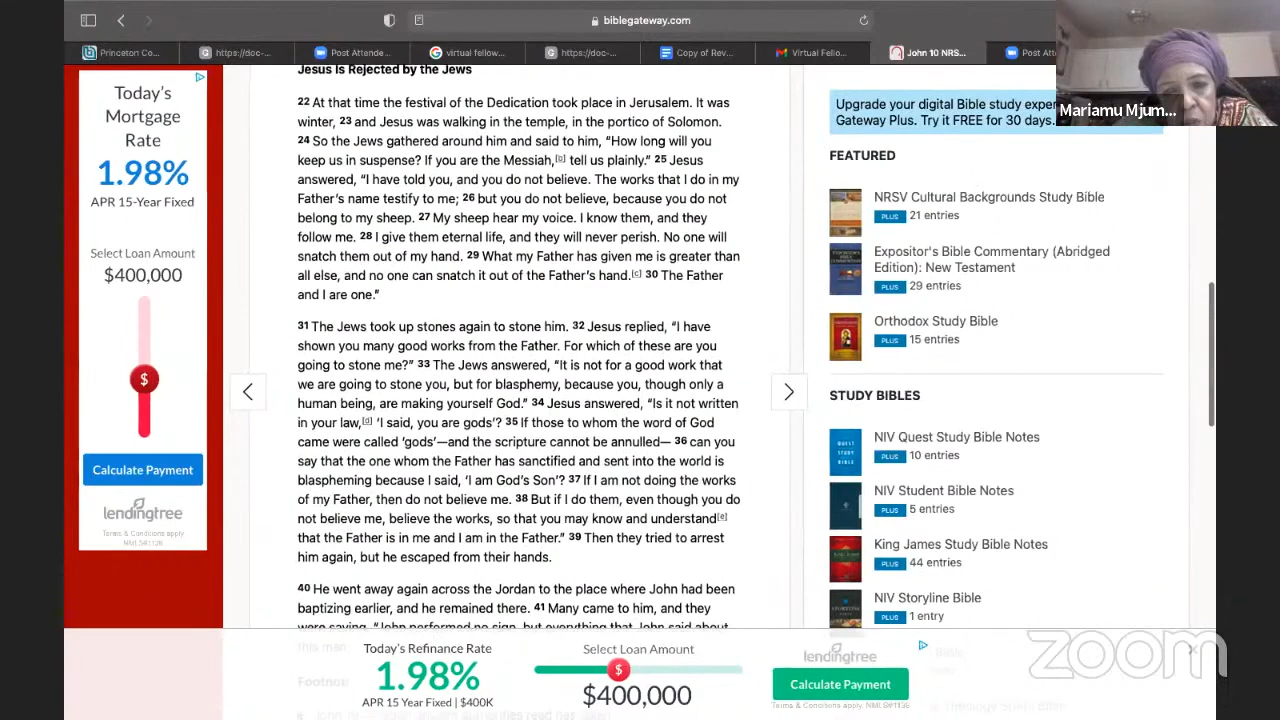 biblegateway.com
Princeton Co...
https://doc-...
Post Attende...
virtual fellow...
https://doc-...
Copy of Rev...
Virtual Fello...
John 10 NRS...
Post Att
Mariamu Mjum...
Today's
Mortgage
Rate
1.98%
APR 15-Year Fixed
Select Loan Amount
$400,000
$
Calculate Payment
lendingtree
Terms & Conditions apply
NMLS#1136
Jesus Is Rejected by the Jews
22 At that time the festival of the Dedication took place in Jerusalem. It was
winter, 23 and Jesus was walking in the temple, in the portico of Solomon.
24 So the Jews gathered around him and said to him, “How long will you
keep us in suspense? If you are the Messiah,[b] tell us plainly.” 25 Jesus
answered, “I have told you, and you do not believe. The works that I do in my
Father’s name testify to me; 26 but you do not believe, because you do not
belong to my sheep. 27 My sheep hear my voice. I know them, and they
follow me. 28 I give them eternal life, and they will never perish. No one will
snatch them out of my hand. 29 What my Father has given me is greater than
all else, and no one can snatch it out of the Father’s hand.[c] 30 The Father
and I are one.”
31 The Jews took up stones again to stone him. 32 Jesus replied, “I have
shown you many good works from the Father. For which of these are you
going to stone me?” 33 The Jews answered, “It is not for a good work that
we are going to stone you, but for blasphemy, because you, though only a
human being, are making yourself God.” 34 Jesus answered, “Is it not written
in your law,[d] ‘I said, you are gods’? 35 If those to whom the word of God
came were called ‘gods’—and the scripture cannot be annulled— 36 can you
say that the one whom the Father has sanctified and sent into the world is
blaspheming because I said, ‘I am God’s Son’? 37 If I am not doing the works
of my Father, then do not believe me. 38 But if I do them, even though you do
not believe me, believe the works, so that you may know and understand[e]
that the Father is in me and I am in the Father.” 39 Then they tried to arrest
him again, but he escaped from their hands.
40 He went away again across the Jordan to the place where John had been
baptizing earlier, and he remained there. 41 Many came to him, and they
were saying, “John performed no sign, but everything that John said about
this man
Footnot
Upgrade your digital Bible study exper
Gateway Plus. Try it FREE for 30 days.
FEATURED
NRSV Cultural Backgrounds Study Bible
PLUS 21 entries
Expositor's Bible Commentary (Abridged
Edition): New Testament
PLUS 29 entries
Orthodox Study Bible
PLUS 15 entries
STUDY BIBLES
NIV Quest Study Bible Notes
PLUS 10 entries
NIV Student Bible Notes
PLUS 5 entries
King James Study Bible Notes
PLUS 44 entries
NIV Storyline Bible
PLUS 1 entry
Today's Refinance Rate
1.98%
APR 15 Year Fixed | $400K
Select Loan Amount
$
$400,000
lendingtree
Calculate Payment
Terms & Conditions apply. NMLS#1136
zoom